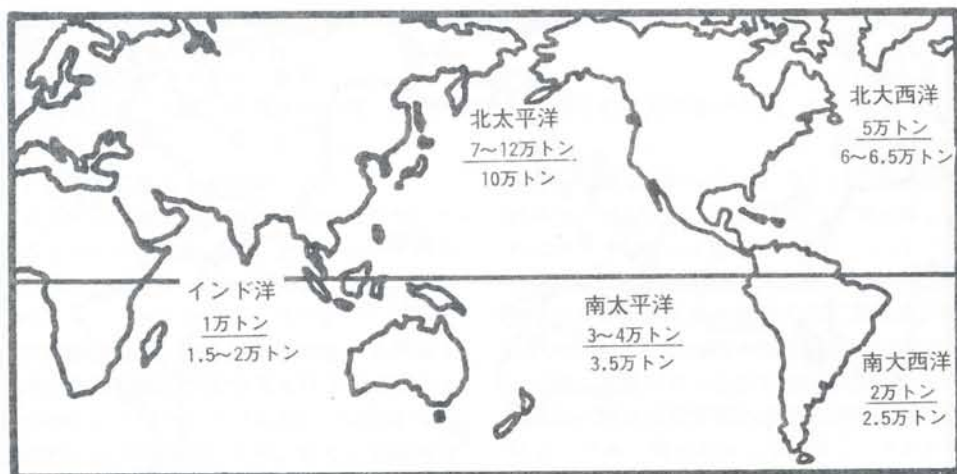 北太平洋
7～12万トン
10万トン
北大西洋
5万トン
6～6.5万トン
インド洋
1万トン
1.5～2万トン
南太平洋
3～4万トン
3.5万トン
南大西洋
2万トン
2.5万トン